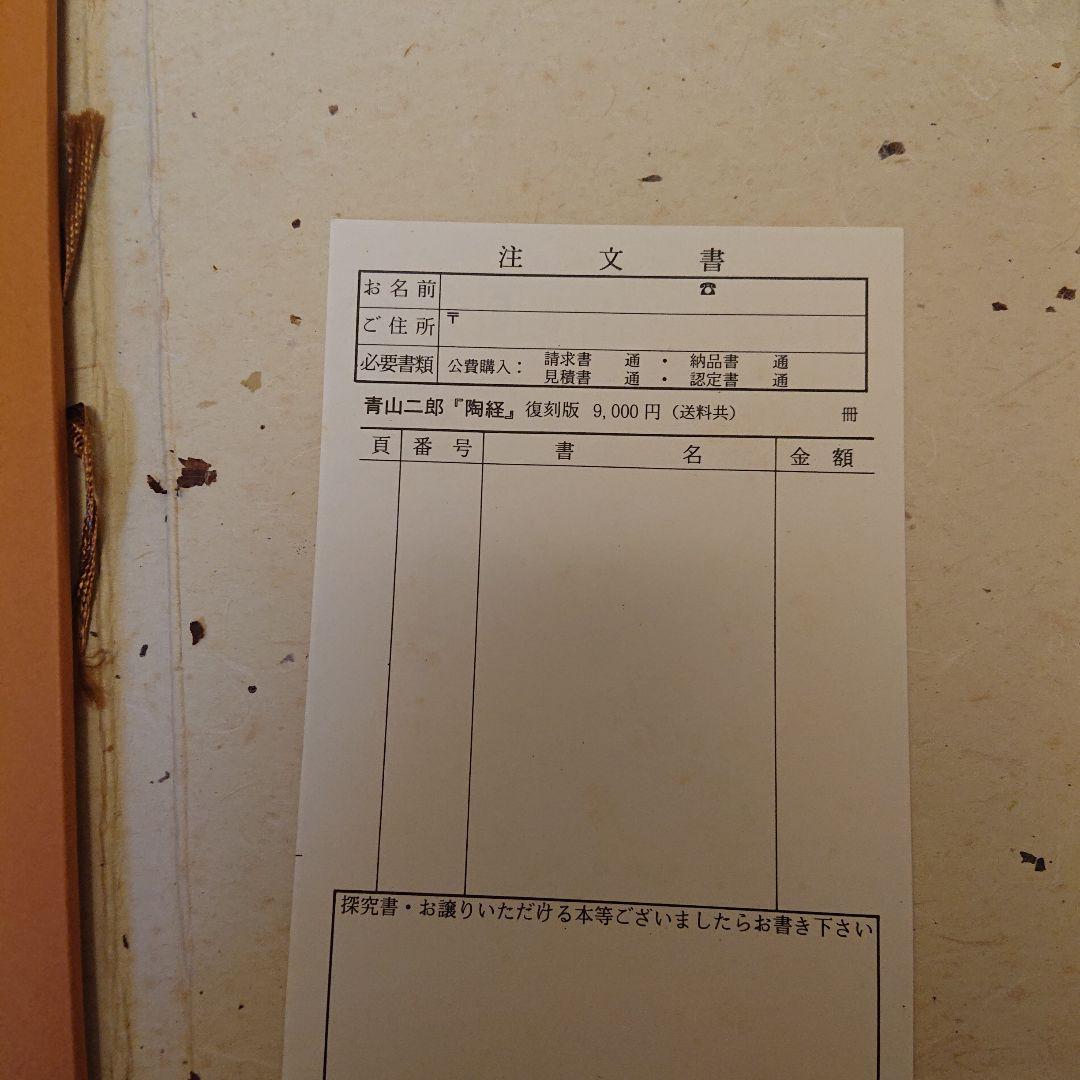 注 文 書
お名前 ☎
ご住所 〒
必要書類 公費購入: 請求書 通 ・ 納品書 通
見積書 通 ・ 認定書 通
青山二郎『陶経』復刻版 9,000円(送料共) 冊
頁 番号 書名 金額
探究書・お譲りいただける本等ございましたらお書き下さい